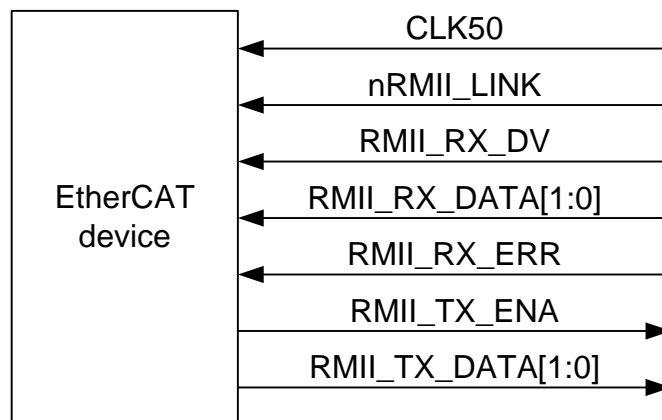 CLK50
nRMII_LINK
RMII_RX_DV
EtherCAT
device
RMII_RX_DATA[1:0]
RMII_RX_ERR
RMII_TX_ENA
RMII_TX_DATA[1:0]